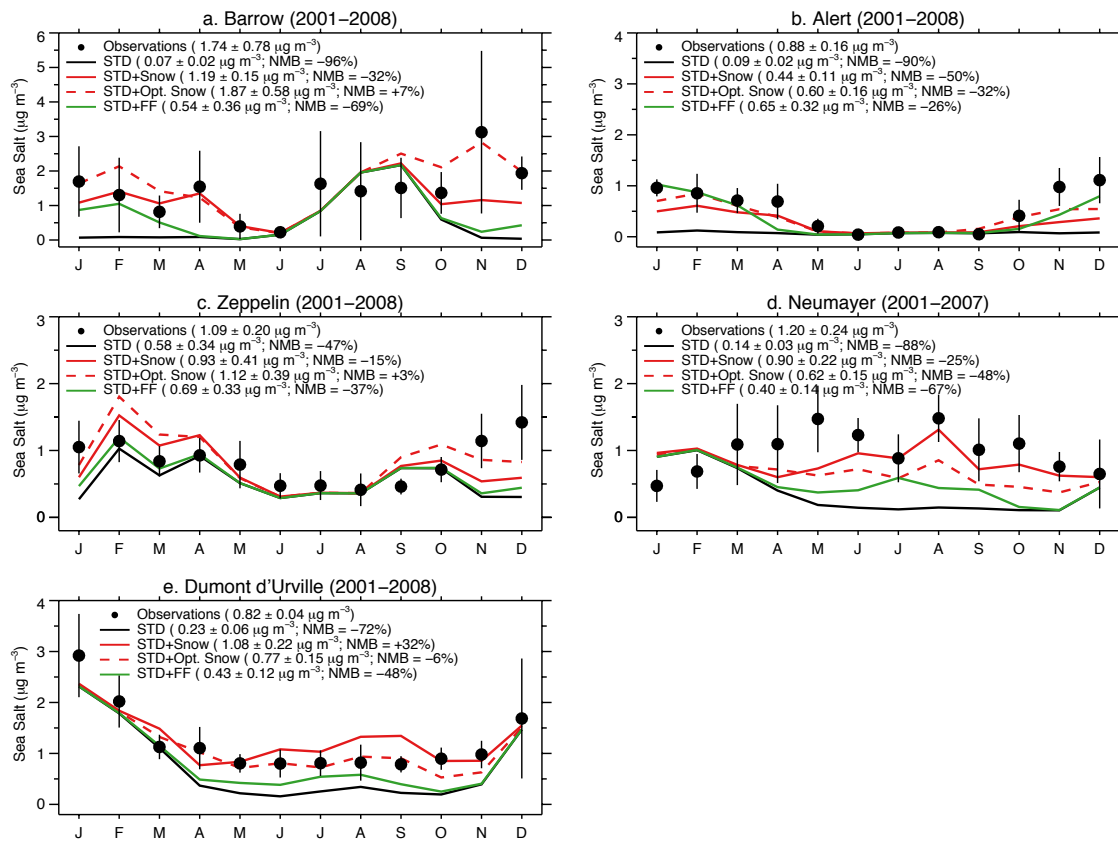 a. Barrow (2001−2008)
Sea Salt (μg m−3)
6
5
4
3
2
1
0
Observations ( 1.74 ± 0.78 μg m−3)
STD ( 0.07 ± 0.02 μg m−3; NMB = −96%)
STD+Snow ( 1.19 ± 0.15 μg m−3; NMB = −32%)
STD+Opt. Snow ( 1.87 ± 0.58 μg m−3; NMB = +7%)
STD+FF ( 0.54 ± 0.36 μg m−3; NMB = −69%)
J F M A M J J A S O N D
b. Alert (2001−2008)
Sea Salt (μg m−3)
4
3
2
1
0
Observations ( 0.88 ± 0.16 μg m−3)
STD ( 0.09 ± 0.02 μg m−3; NMB = −90%)
STD+Snow ( 0.44 ± 0.11 μg m−3; NMB = −50%)
STD+Opt. Snow ( 0.60 ± 0.16 μg m−3; NMB = −32%)
STD+FF ( 0.65 ± 0.32 μg m−3; NMB = −26%)
J F M A M J J A S O N D
c. Zeppelin (2001−2008)
Sea Salt (μg m−3)
3
2
1
0
Observations ( 1.09 ± 0.20 μg m−3)
STD ( 0.58 ± 0.34 μg m−3; NMB = −47%)
STD+Snow ( 0.93 ± 0.41 μg m−3; NMB = −15%)
STD+Opt. Snow ( 1.12 ± 0.39 μg m−3; NMB = +3%)
STD+FF ( 0.69 ± 0.33 μg m−3; NMB = −37%)
J F M A M J J A S O N D
d. Neumayer (2001−2007)
Sea Salt (μg m−3)
3
2
1
0
Observations ( 1.20 ± 0.24 μg m−3)
STD ( 0.14 ± 0.03 μg m−3; NMB = −88%)
STD+Snow ( 0.90 ± 0.22 μg m−3; NMB = −25%)
STD+Opt. Snow ( 0.62 ± 0.15 μg m−3; NMB = −48%)
STD+FF ( 0.40 ± 0.14 μg m−3; NMB = −67%)
J F M A M J J A S O N D
e. Dumont d'Urville (2001−2008)
Sea Salt (μg m−3)
4
3
2
1
0
Observations ( 0.82 ± 0.04 μg m−3)
STD ( 0.23 ± 0.06 μg m−3; NMB = −72%)
STD+Snow ( 1.08 ± 0.22 μg m−3; NMB = +32%)
STD+Opt. Snow ( 0.77 ± 0.15 μg m−3; NMB = −6%)
STD+FF ( 0.43 ± 0.12 μg m−3; NMB = −48%)
J F M A M J J A S O N D